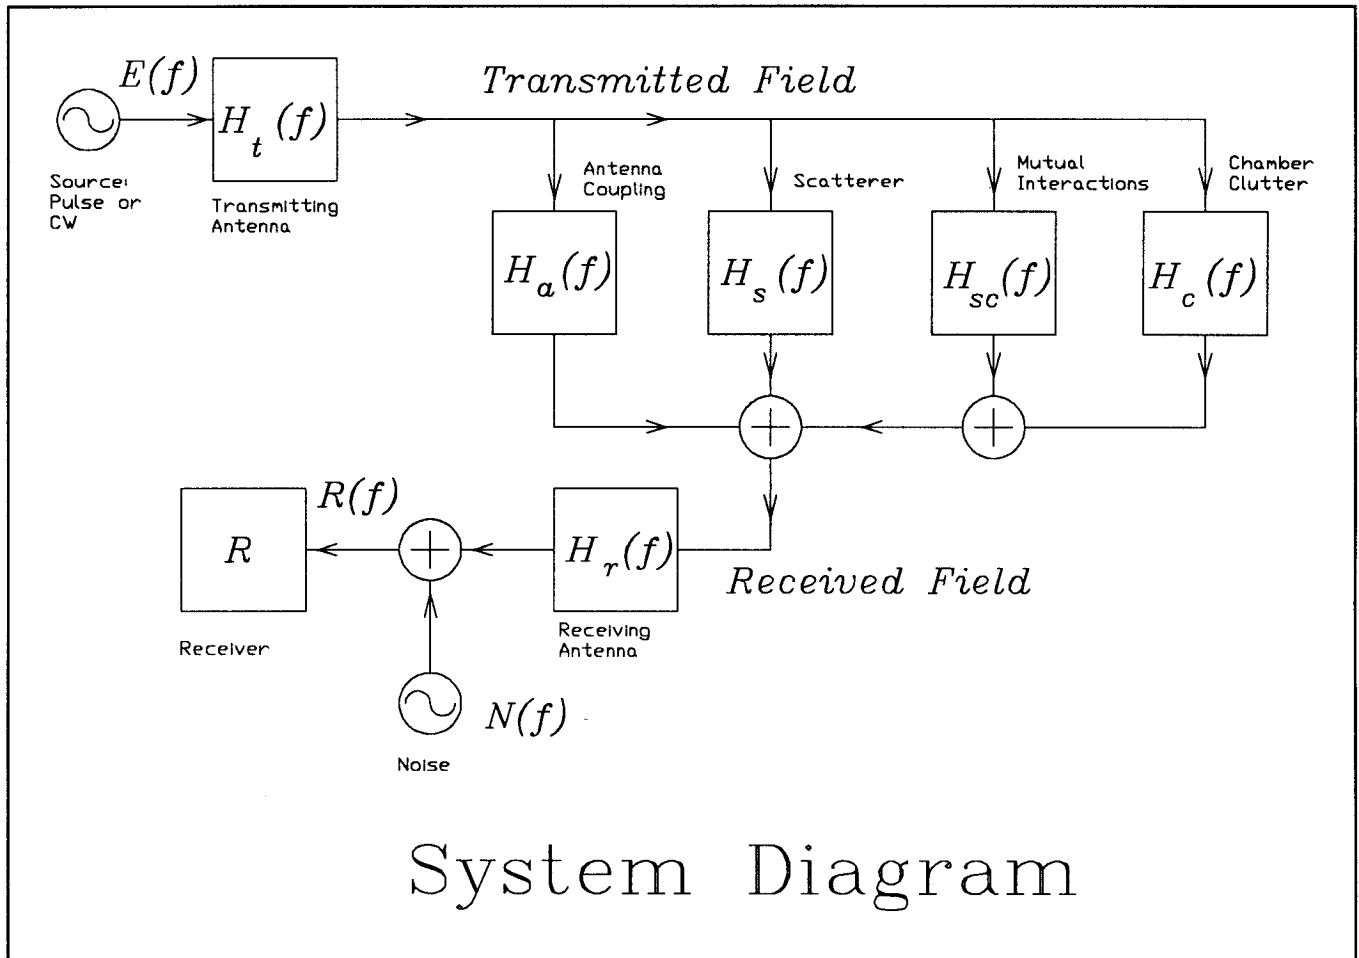 E(f)
H_t(f)
Transmitted Field
Source:
Pulse or
CW
Transmitting
Antenna
Antenna
Coupling
Scatterer
Mutual
Interactions
Chamber
Clutter
H_a(f)
H_s(f)
H_sc(f)
H_c(f)
+
+
R
R(f)
+
H_r(f)
Received Field
Receiver
Receiving
Antenna
N(f)
Noise
System Diagram